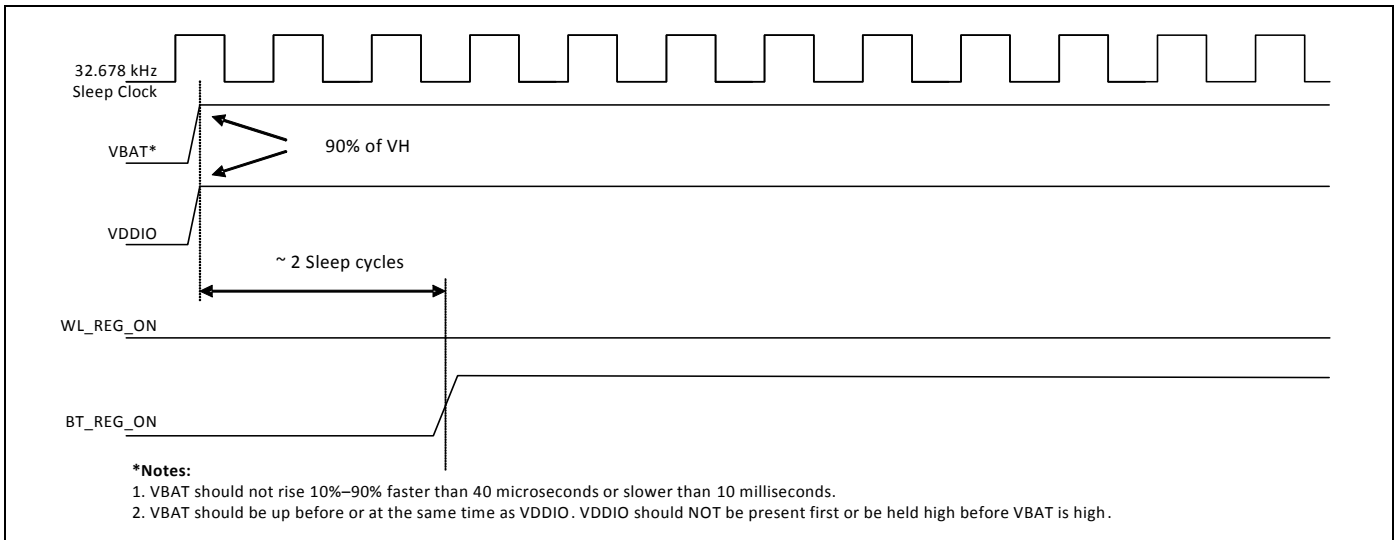 32.678 kHz
Sleep Clock
90% of VH
VBAT*
VDDIO
~ 2 Sleep cycles
WL_REG_ON
BT_REG_ON
*Notes:
1. VBAT should not rise 10%–90% faster than 40 microseconds or slower than 10 milliseconds.
2. VBAT should be up before or at the same time as VDDIO. VDDIO should NOT be present first or be held high before VBAT is high.